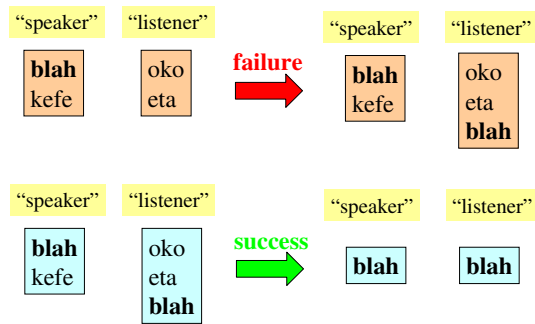 “speaker” “listener” “speaker” “listener”
blah oko failure blah oko
kefe eta kefe eta
blah
“speaker” “listener” “speaker” “listener”
blah oko success blah blah
kefe eta
blah